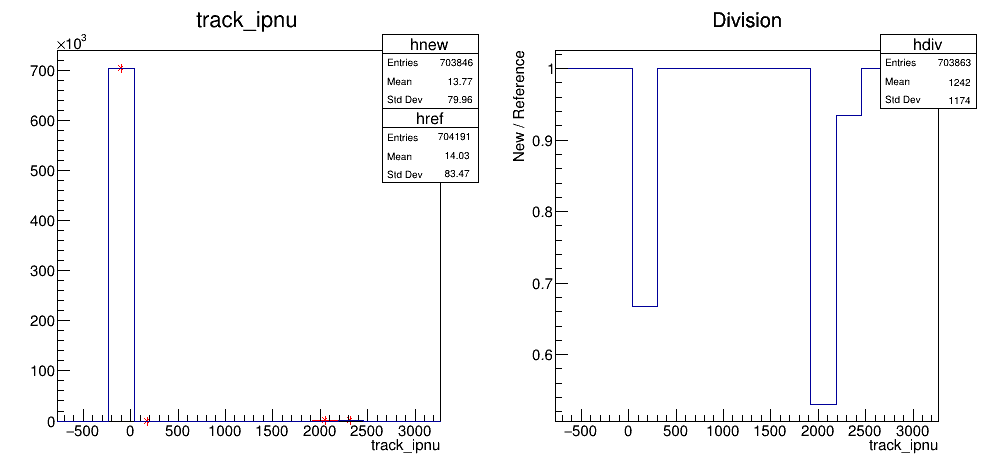 track_ipnu
×10³
700
600
500
400
300
200
100
0
−500 0 500 1000 1500 2000 2500 3000
track_ipnu
hnew
Entries 703846
Mean 13.77
Std Dev 79.96
href
Entries 704191
Mean 14.03
Std Dev 83.47
Division
New / Reference
1
0.9
0.8
0.7
0.6
−500 0 500 1000 1500 2000 2500 3000
track_ipnu
hdiv
Entries 703863
Mean 1242
Std Dev 1174